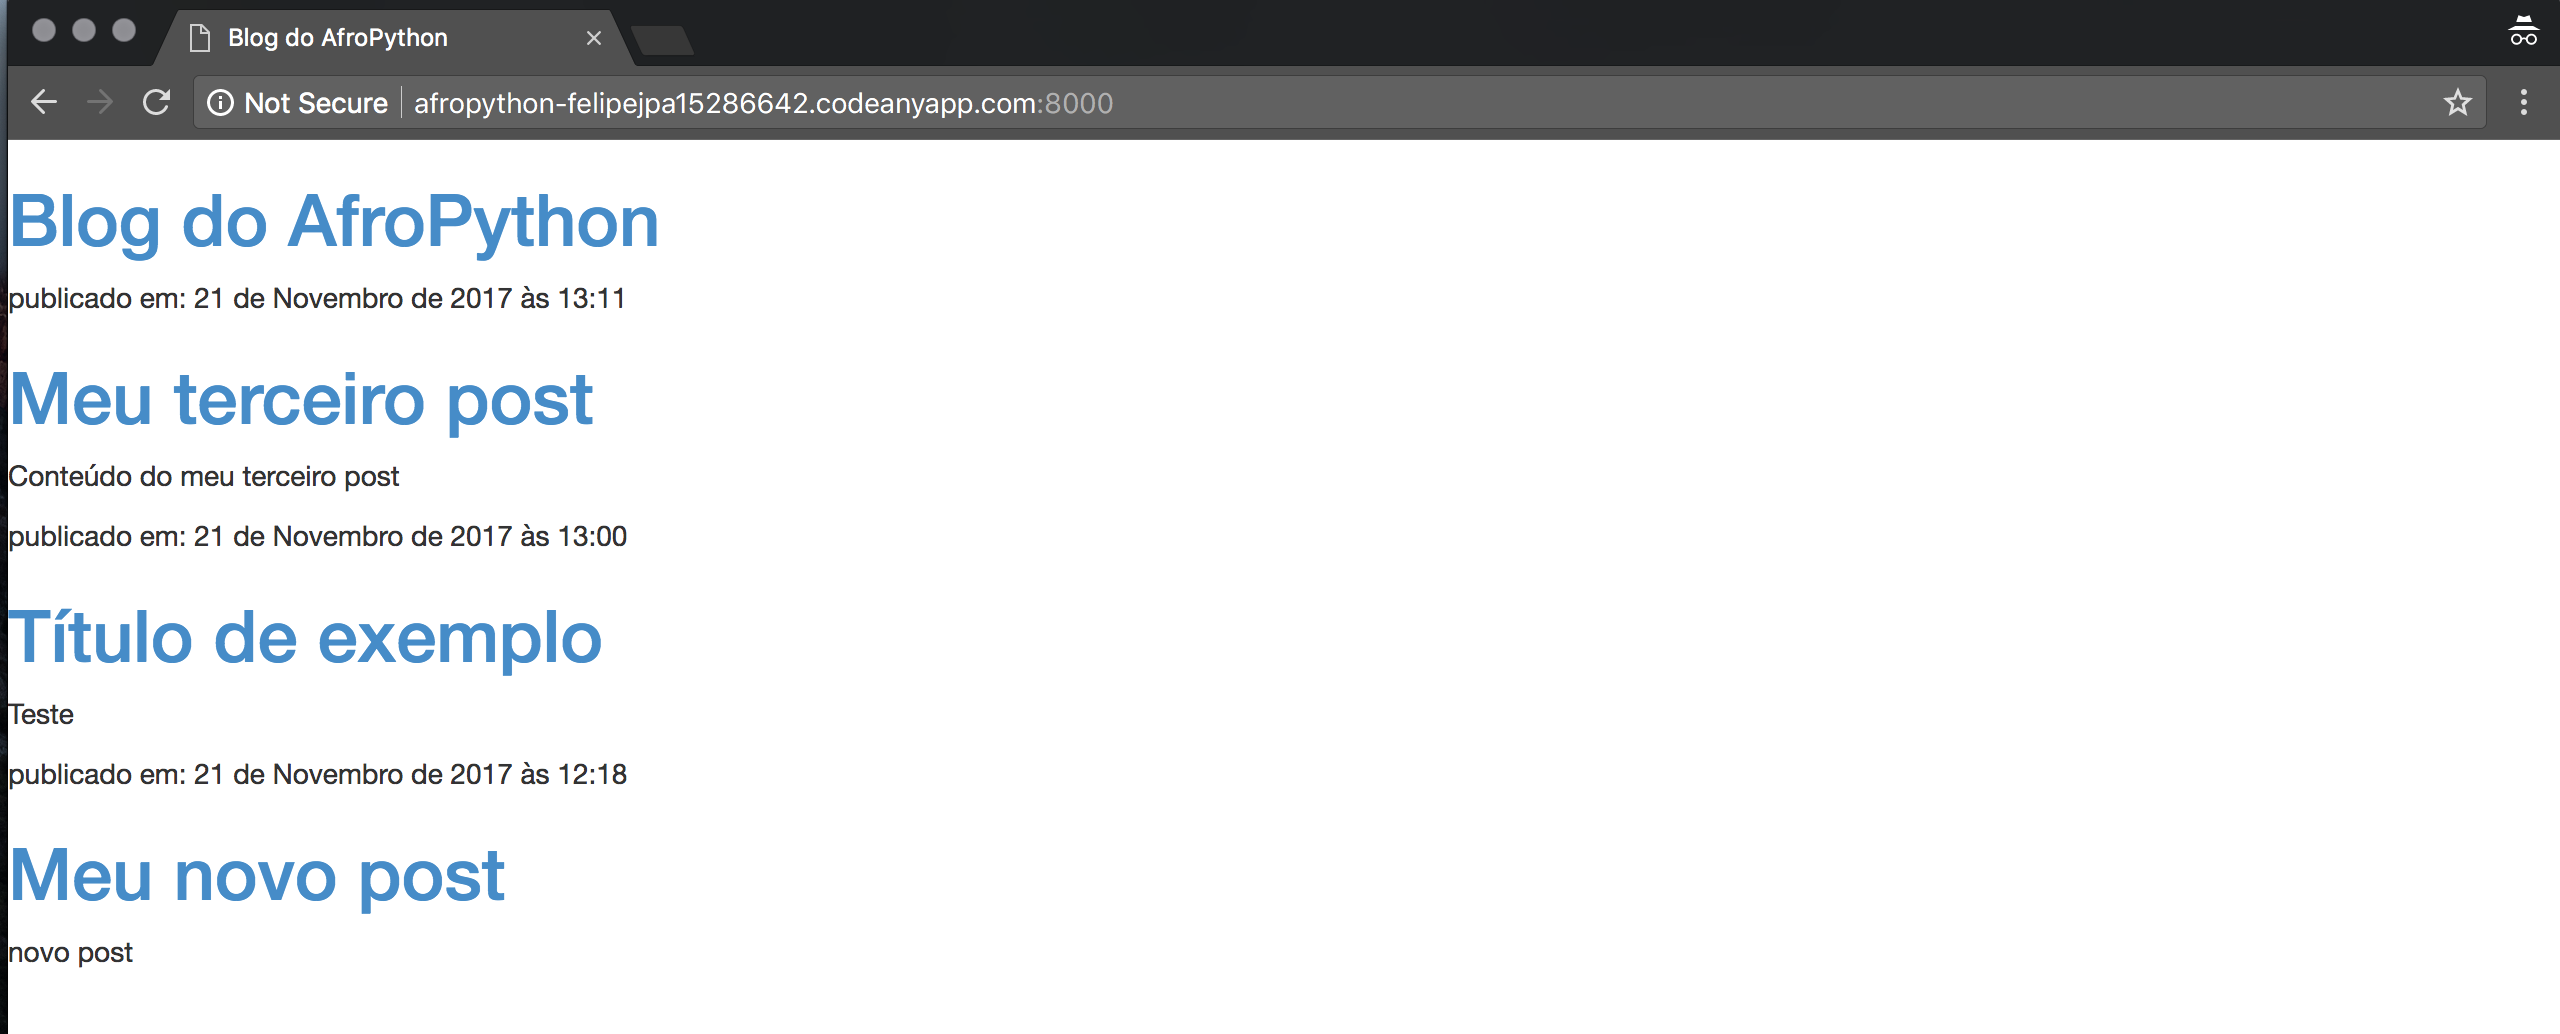 Blog do AfroPython
Not Secure afropython-felipejpa15286642.codeanyapp.com:8000
Blog do AfroPython
publicado em: 21 de Novembro de 2017 às 13:11
Meu terceiro post
Conteúdo do meu terceiro post
publicado em: 21 de Novembro de 2017 às 13:00
Título de exemplo
Teste
publicado em: 21 de Novembro de 2017 às 12:18
Meu novo post
novo post